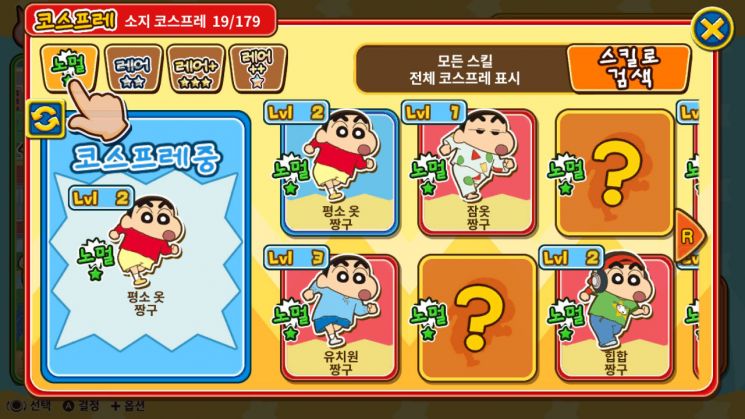 코스프레 소지 코스프레 19/179
노멀
레어
레어+
레어
++
모든 스킬
전체 코스프레 표시
스킬로
검색
코스프레 중
Lvl 2
노멀
평소 옷
짱구
Lvl 2
노멀
평소 옷
짱구
Lvl 1
노멀
잠옷
짱구
노멀
?
R
Lvl 3
노멀
유치원
짱구
노멀
?
Lvl 2
노멀
힙합
짱구
선택 A 결정 + 옵션